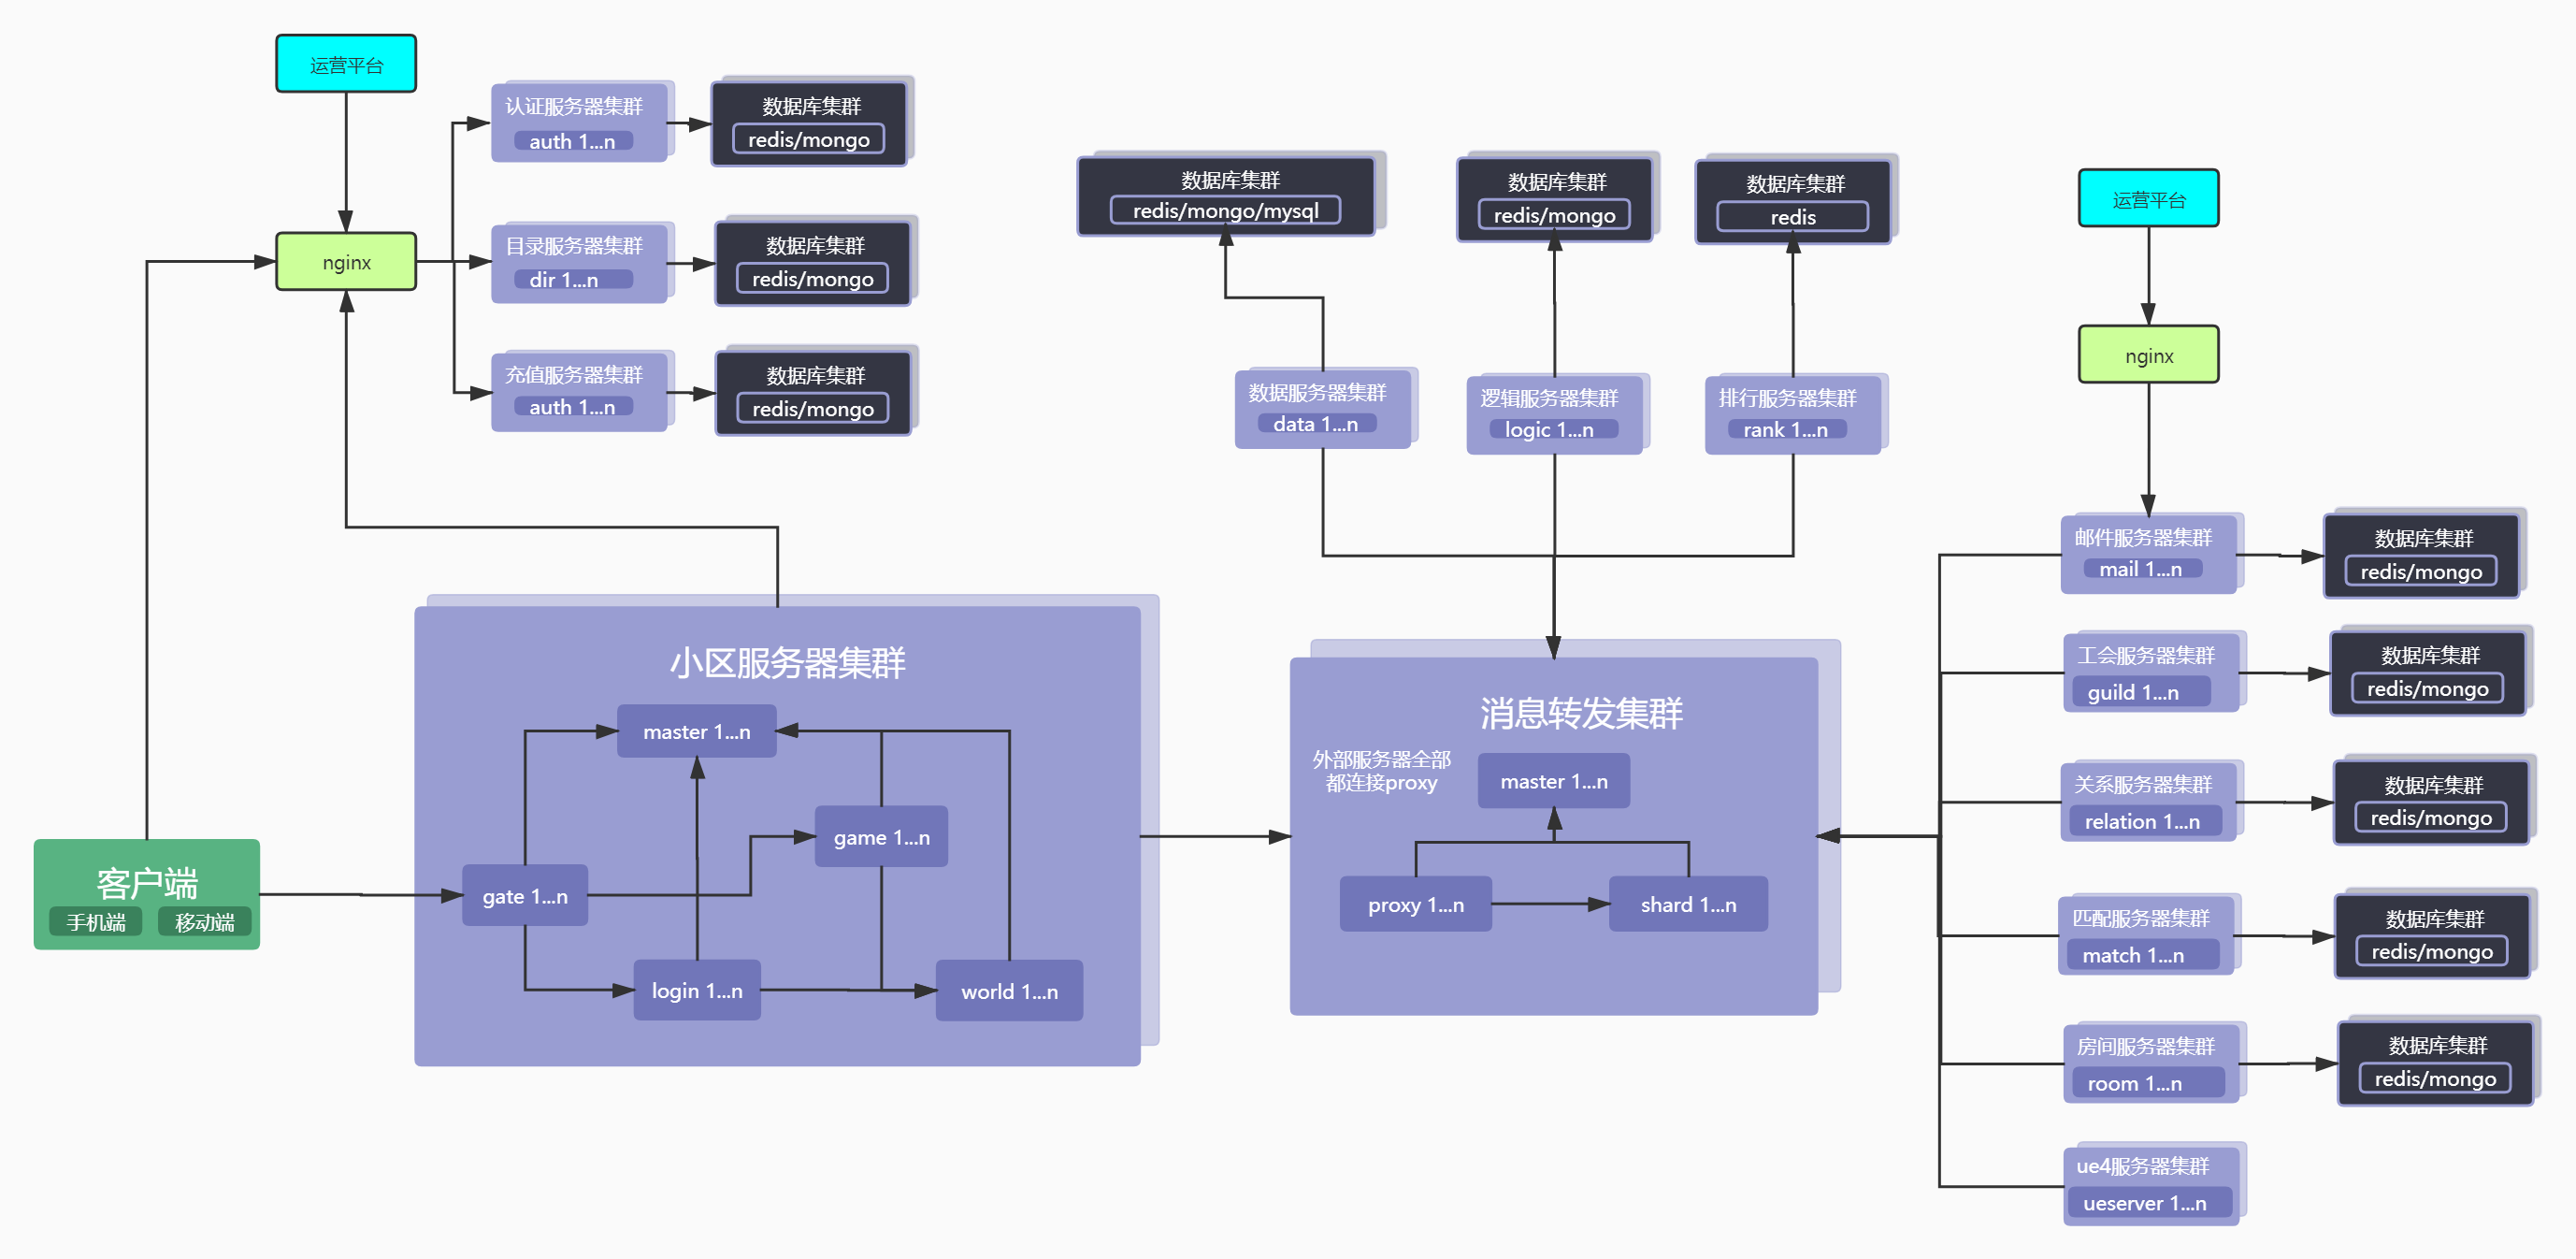 运营平台
nginx
认证服务器集群
auth 1...n
数据库集群
redis/mongo
目录服务器集群
dir 1...n
数据库集群
redis/mongo
充值服务器集群
auth 1...n
数据库集群
redis/mongo
数据库集群
redis/mongo/mysql
数据库集群
redis/mongo
数据库集群
redis
数据服务器集群
data 1...n
逻辑服务器集群
logic 1...n
排行服务器集群
rank 1...n
运营平台
nginx
客户端
手机端
移动端
小区服务器集群
master 1...n
game 1...n
gate 1...n
login 1...n
world 1...n
消息转发集群
外部服务器全部
都连接proxy
master 1...n
proxy 1...n
shard 1...n
邮件服务器集群
mail 1...n
数据库集群
redis/mongo
工会服务器集群
guild 1...n
数据库集群
redis/mongo
关系服务器集群
relation 1...n
数据库集群
redis/mongo
匹配服务器集群
match 1...n
数据库集群
redis/mongo
房间服务器集群
room 1...n
数据库集群
redis/mongo
ue4服务器集群
ueserver 1...n